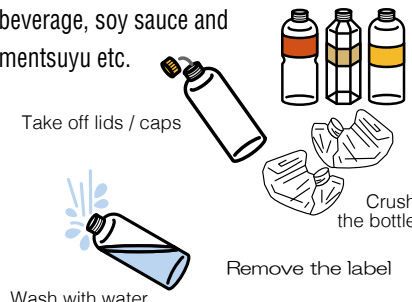 beverage, soy sauce and
mentsuyu etc.
Take off lids / caps
Crush
the bottle
Remove the label
Wash with water